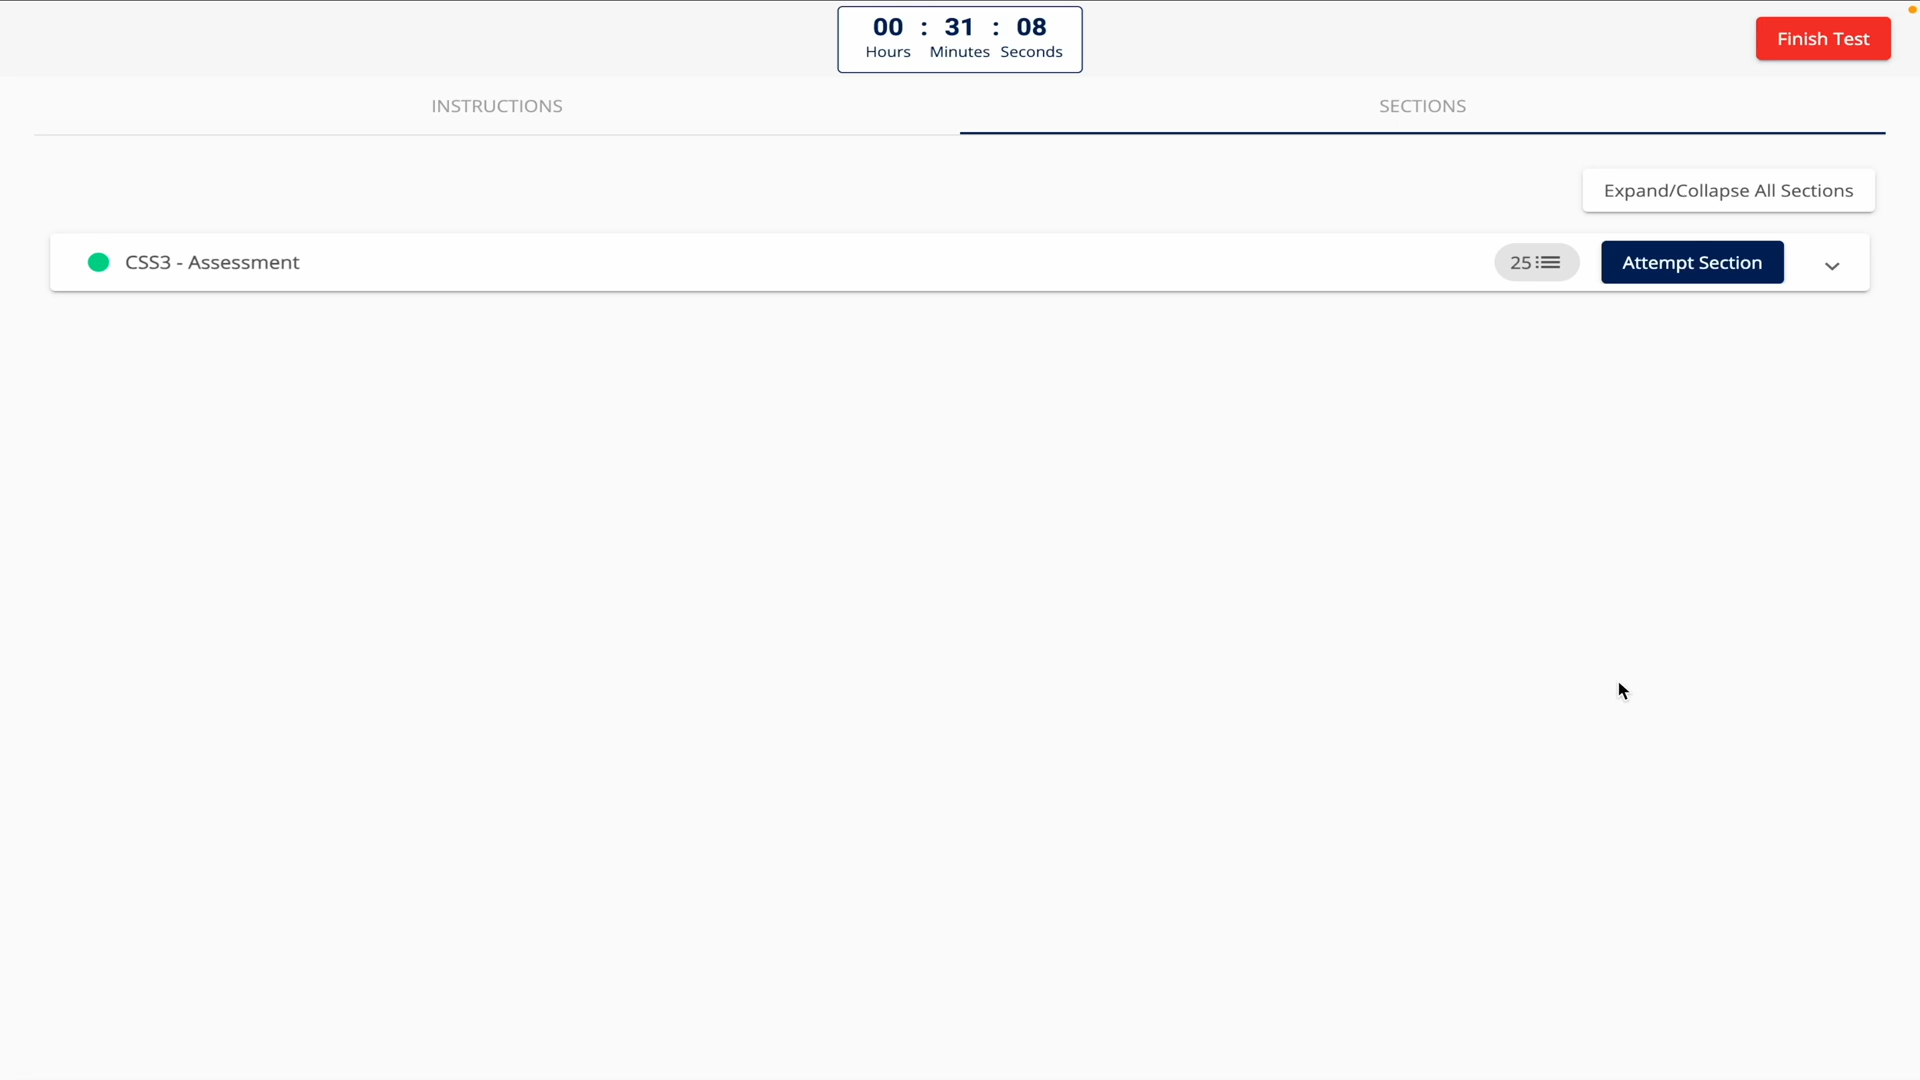 00 : 31 : 08
Hours Minutes Seconds
Finish Test
INSTRUCTIONS
SECTIONS
Expand/Collapse All Sections
CSS3 - Assessment
25
Attempt Section